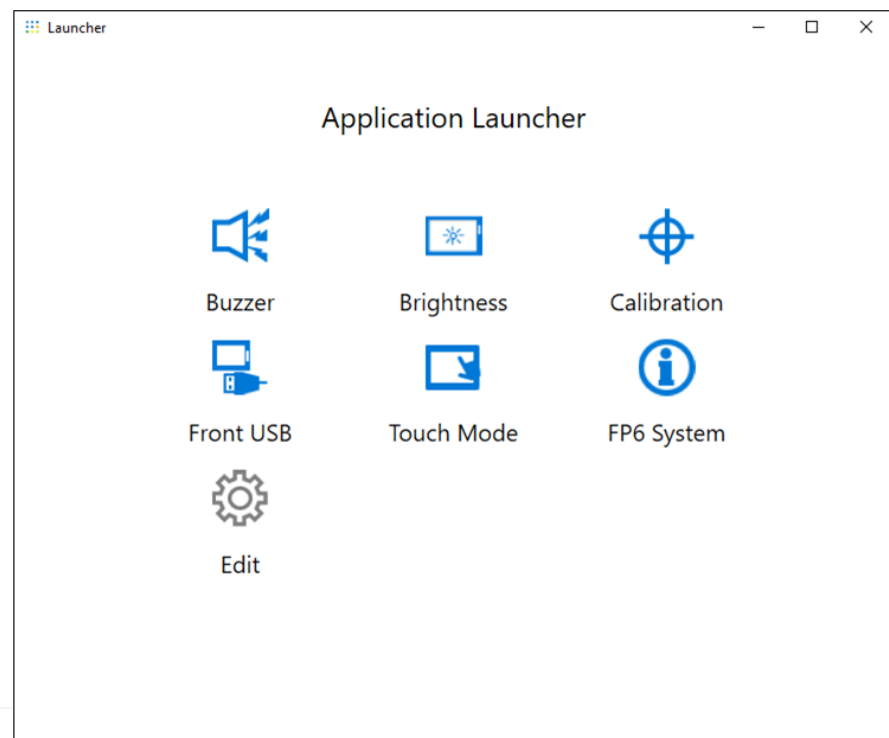 Launcher
Application Launcher
Buzzer Brightness Calibration
Front USB Touch Mode FP6 System
Edit